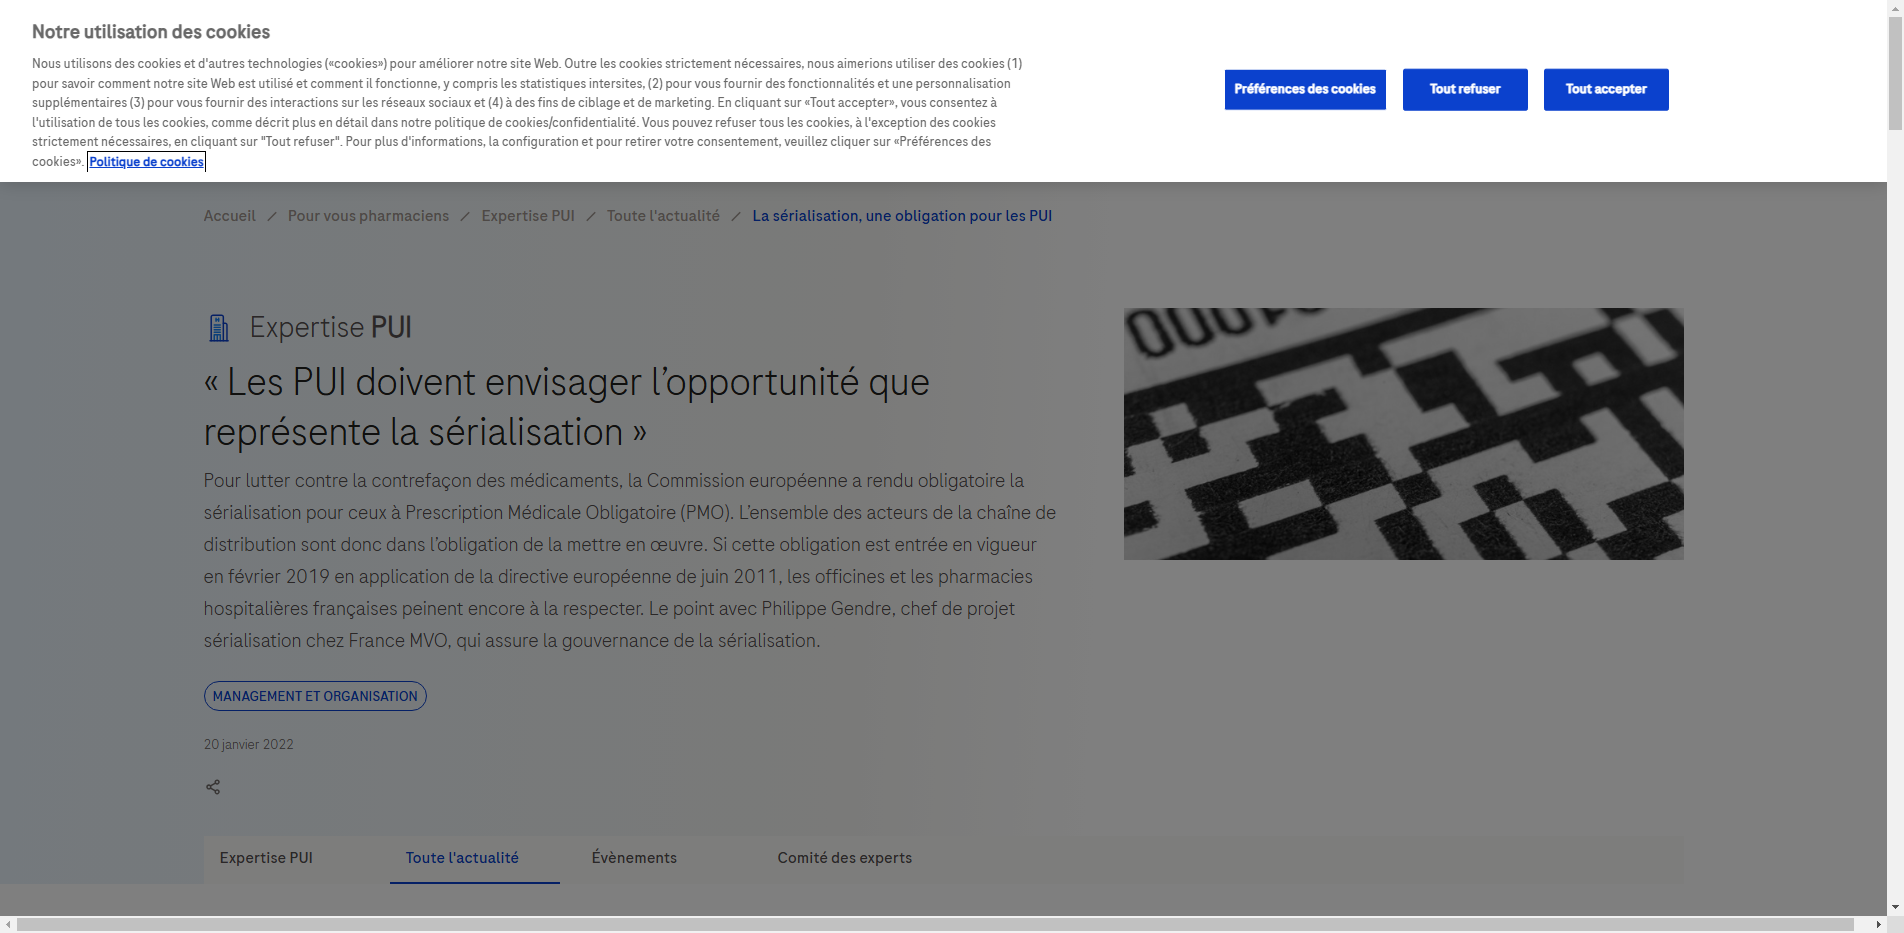 Notre utilisation des cookies
Nous utilisons des cookies et d'autres technologies («cookies») pour améliorer notre site Web. Outre les cookies strictement nécessaires, nous aimerions utiliser des cookies (1)
pour savoir comment notre site Web est utilisé et comment il fonctionne, y compris les statistiques intersites, (2) pour vous fournir des fonctionnalités et une personnalisation
supplémentaires (3) pour vous fournir des interactions sur les réseaux sociaux et (4) à des fins de ciblage et de marketing. En cliquant sur «Tout accepter», vous consentez à
l'utilisation de tous les cookies, comme décrit plus en détail dans notre politique de cookies/confidentialité. Vous pouvez refuser tous les cookies, à l'exception des cookies
strictement nécessaires, en cliquant sur "Tout refuser". Pour plus d'informations, la configuration et pour retirer votre consentement, veuillez cliquer sur «Préférences des
cookies». Politique de cookies
Préférences des cookies
Tout refuser
Tout accepter
Accueil / Pour vous pharmaciens / Expertise PUI / Toute l'actualité / La sérialisation, une obligation pour les PUI
Expertise PUI
« Les PUI doivent envisager l’opportunité que
représente la sérialisation »
Pour lutter contre la contrefaçon des médicaments, la Commission européenne a rendu obligatoire la
sérialisation pour ceux à Prescription Médicale Obligatoire (PMO). L’ensemble des acteurs de la chaîne de
distribution sont donc dans l’obligation de la mettre en œuvre. Si cette obligation est entrée en vigueur
en février 2019 en application de la directive européenne de juin 2011, les officines et les pharmacies
hospitalières françaises peinent encore à la respecter. Le point avec Philippe Gendre, chef de projet
sérialisation chez France MVO, qui assure la gouvernance de la sérialisation.
MANAGEMENT ET ORGANISATION
20 janvier 2022
Expertise PUI
Toute l'actualité
Évènements
Comité des experts